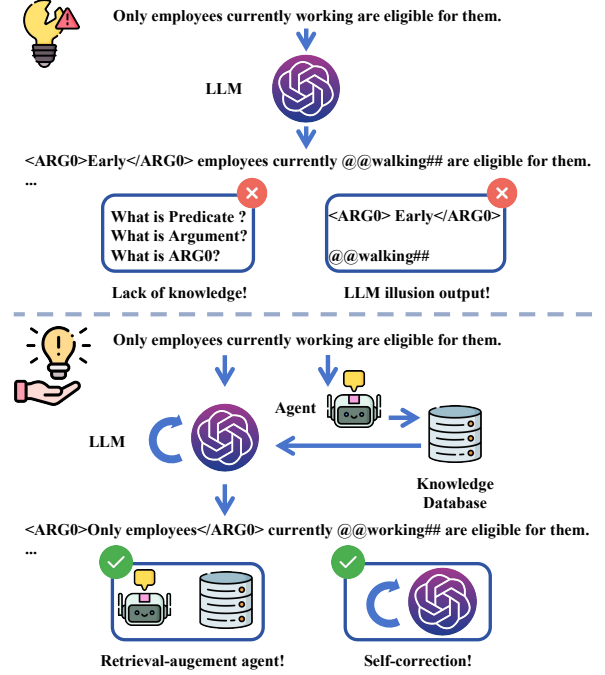 Only employees currently working are eligible for them.
LLM
<ARG0>Early</ARG0> employees currently @@walking## are eligible for them.
...
What is Predicate ?
What is Argument?
What is ARG0?
Lack of knowledge!
<ARG0> Early</ARG0>
@@walking##
LLM illusion output!
Only employees currently working are eligible for them.
Agent
LLM
Knowledge
Database
<ARG0>Only employees</ARG0> currently @@working## are eligible for them.
...
Retrieval-augement agent!
Self-correction!